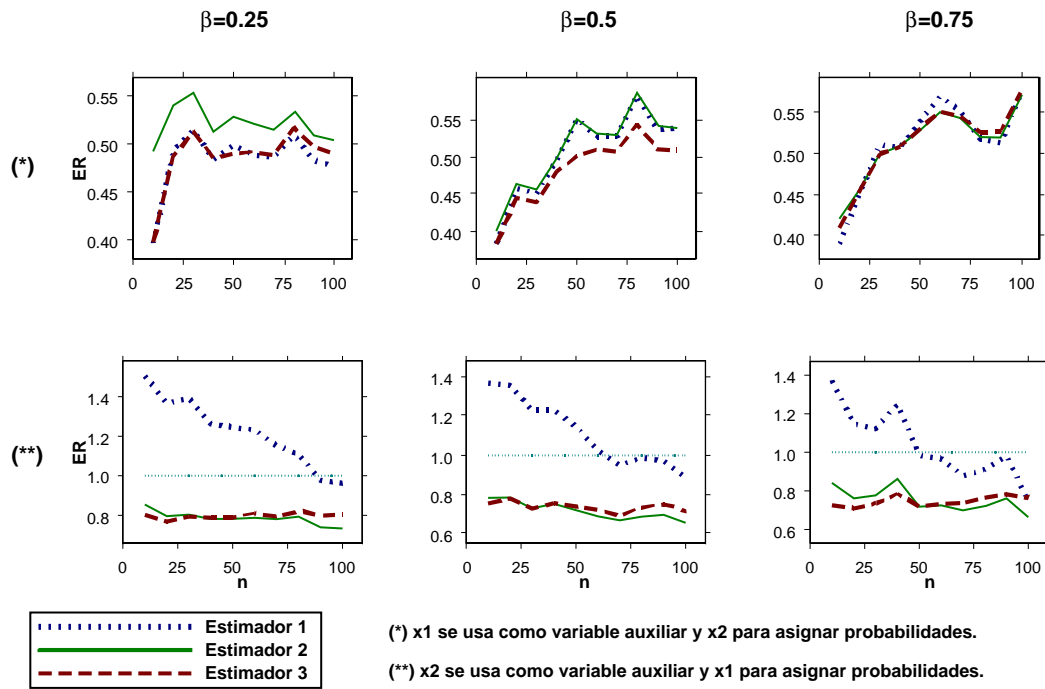 β=0.25
β=0.5
β=0.75
(*)
ER
0.55
0.50
0.45
0.40
0 25 50 75 100
0.55
0.50
0.45
0.40
0 25 50 75 100
0.55
0.50
0.45
0.40
0 25 50 75 100
(**)
ER
1.4
1.2
1.0
0.8
0 25 50 75 100
n
1.4
1.2
1.0
0.8
0.6
0 25 50 75 100
n
1.4
1.2
1.0
0.8
0.6
0 25 50 75 100
n
Estimador 1
Estimador 2
Estimador 3
(*) x1 se usa como variable auxiliar y x2 para asignar probabilidades.
(**) x2 se usa como variable auxiliar y x1 para asignar probabilidades.